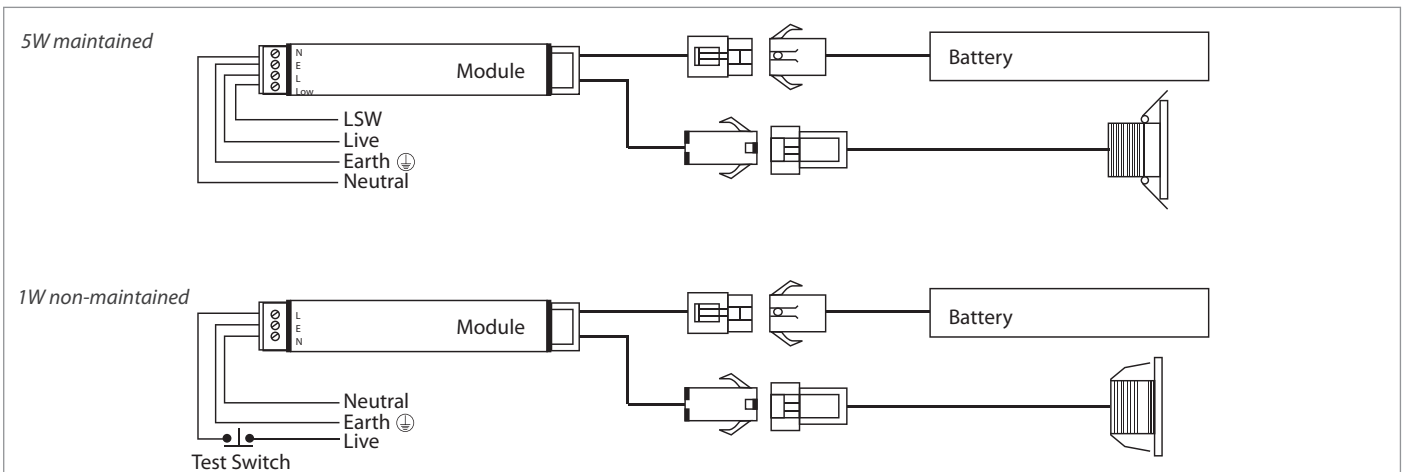 5W maintained
N
E
L
Low
Module
Battery
LSW
Live
Earth
Neutral
1W non-maintained
L
E
N
Module
Battery
Neutral
Earth
Live
Test Switch